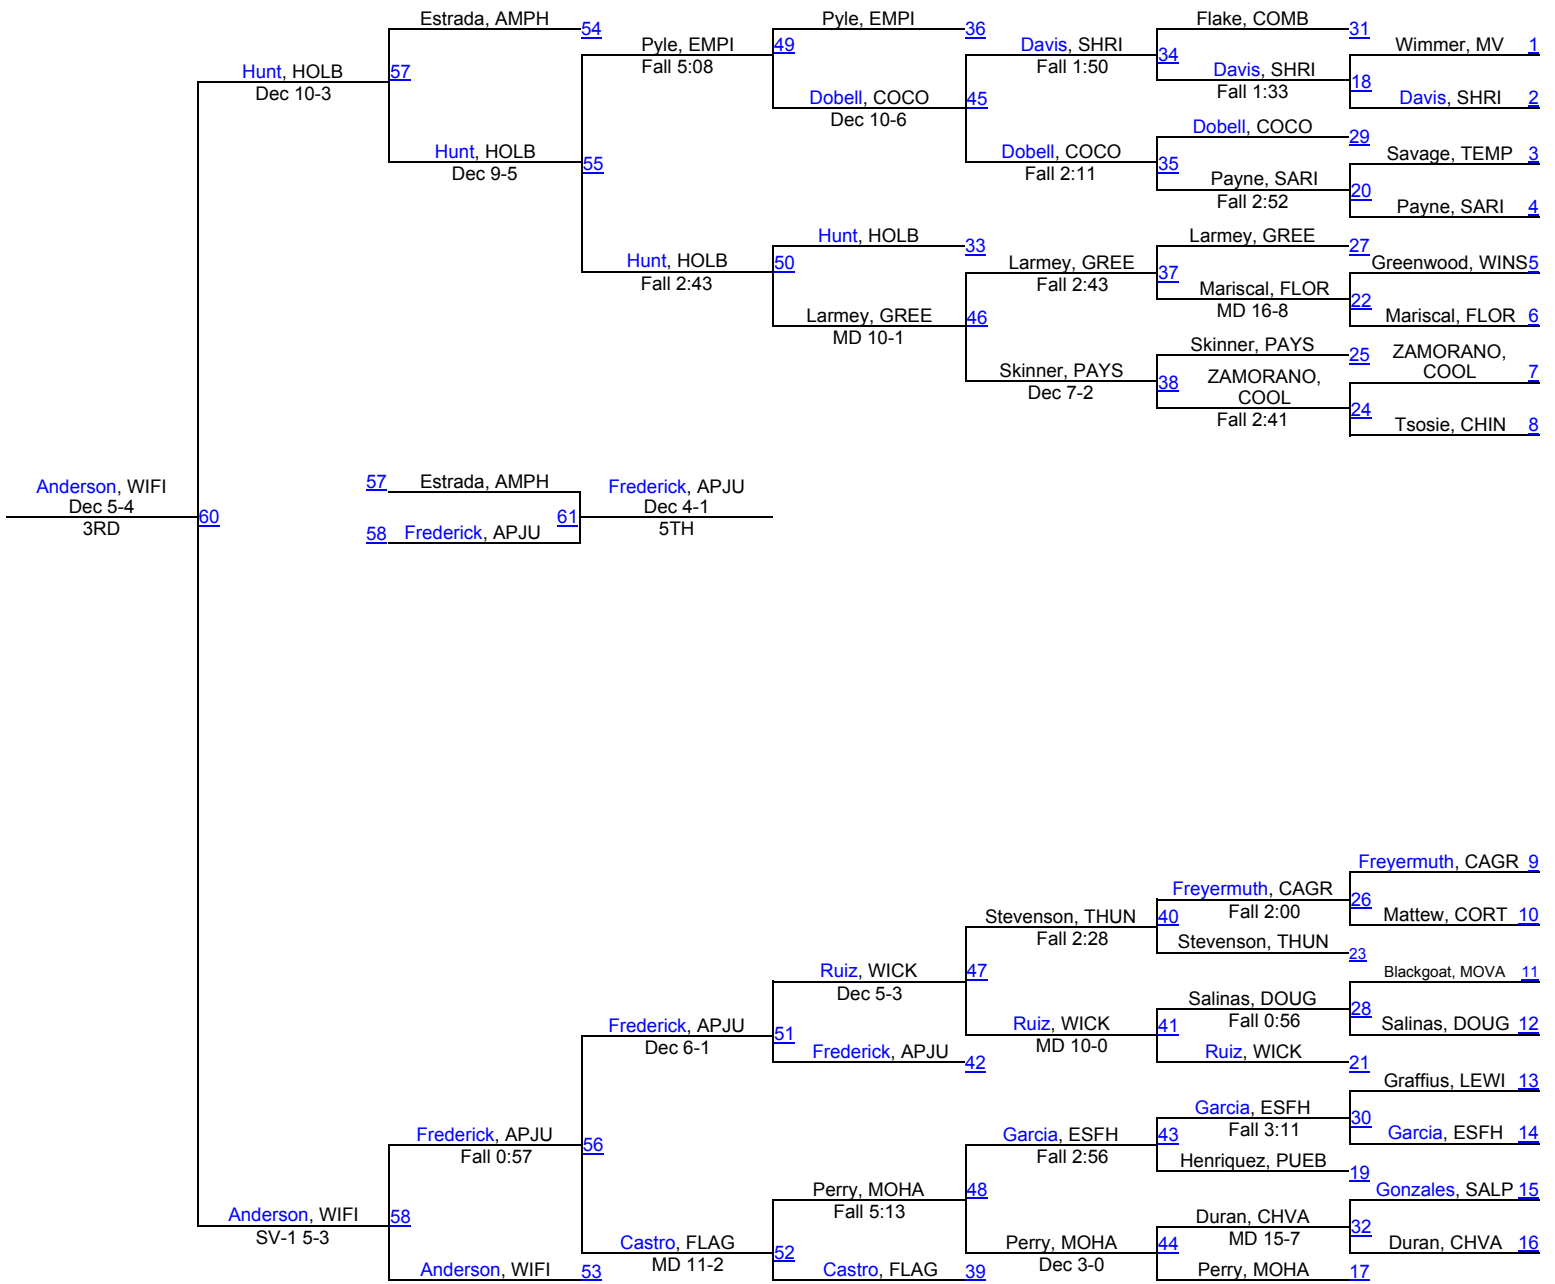 Estrada, AMPH
54
Pyle, EMPI
36
Flake, COMB
31
Pyle, EMPI
49
Davis, SHRI
34
Wimmer, MV 1
Fall 5:08
Fall 1:50
Hunt, HOLB
57
Davis, SHRI
18
Dec 10-3
Fall 1:33
Dobell, COCO
45
Davis, SHRI 2
Dec 10-6
Dobell, COCO
29
Hunt, HOLB
55
Dobell, COCO
35
Savage, TEMP 3
Dec 9-5
Fall 2:11
Payne, SARI
20
Fall 2:52
Payne, SARI 4
Hunt, HOLB
33
Larmey, GREE
27
Hunt, HOLB
50
Larmey, GREE
37
Greenwood, WINS 5
Fall 2:43
Fall 2:43
Mariscal, FLOR
22
MD 16-8
Larmey, GREE
46
Mariscal, FLOR 6
MD 10-1
Skinner, PAYS
25
ZAMORANO,
COOL 7
Skinner, PAYS
38
ZAMORANO,
COOL
Dec 7-2
24
Fall 2:41
Tsosie, CHIN 8
Anderson, WIFI
Dec 5-4
3RD
60
57 Estrada, AMPH
58 Frederick, APJU
61
Frederick, APJU
Dec 4-1
5TH
Freyermuth, CAGR 9
Freyermuth, CAGR
26
Fall 2:00
Stevenson, THUN
40
Mattew, CORT 10
Fall 2:28
Stevenson, THUN
23
Ruiz, WICK
47
Blackgoat, MOVA 11
Dec 5-3
Salinas, DOUG
28
Fall 0:56
Frederick, APJU
51
Ruiz, WICK
41
Salinas, DOUG 12
Dec 6-1
MD 10-0
Frederick, APJU
42
Ruiz, WICK
21
Graffius, LEWI 13
Garcia, ESFH
30
Fall 3:11
Frederick, APJU
56
Garcia, ESFH
43
Garcia, ESFH 14
Fall 0:57
Fall 2:56
Henriquez, PUEB
19
Perry, MOHA
48
Gonzales, SALP 15
Fall 5:13
Anderson, WIFI
58
Duran, CHVA
32
SV-1 5-3
MD 15-7
Castro, FLAG
52
Perry, MOHA
44
Duran, CHVA 16
MD 11-2
Dec 3-0
Anderson, WIFI
53
Castro, FLAG
39
Perry, MOHA
17